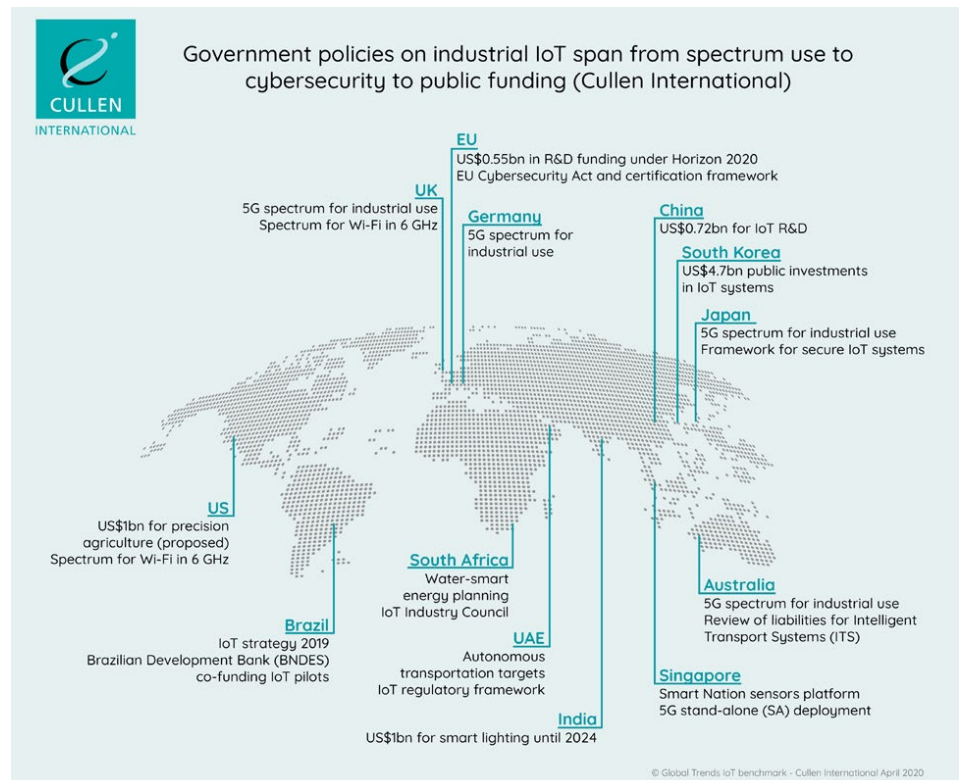 CULLEN
INTERNATIONAL
Government policies on industrial IoT span from spectrum use to
cybersecurity to public funding (Cullen International)
EU
US$0.55bn in R&D funding under Horizon 2020
EU Cybersecurity Act and certification framework
UK
5G spectrum for industrial use
Spectrum for Wi-Fi in 6 GHz
Germany
5G spectrum for
industrial use
China
US$0.72bn for IoT R&D
South Korea
US$4.7bn public investments
in IoT systems
Japan
5G spectrum for industrial use
Framework for secure IoT systems
US
US$1bn for precision
agriculture (proposed)
Spectrum for Wi-Fi in 6 GHz
Brazil
IoT strategy 2019
Brazilian Development Bank (BNDES)
co-funding IoT pilots
South Africa
Water-smart
energy planning
IoT Industry Council
UAE
Autonomous
transportation targets
IoT regulatory framework
India
US$1bn for smart lighting until 2024
Australia
5G spectrum for industrial use
Review of liabilities for Intelligent
Transport Systems (ITS)
Singapore
Smart Nation sensors platform
5G stand-alone (SA) deployment
© Global Trends IoT benchmark - Cullen International April 2020